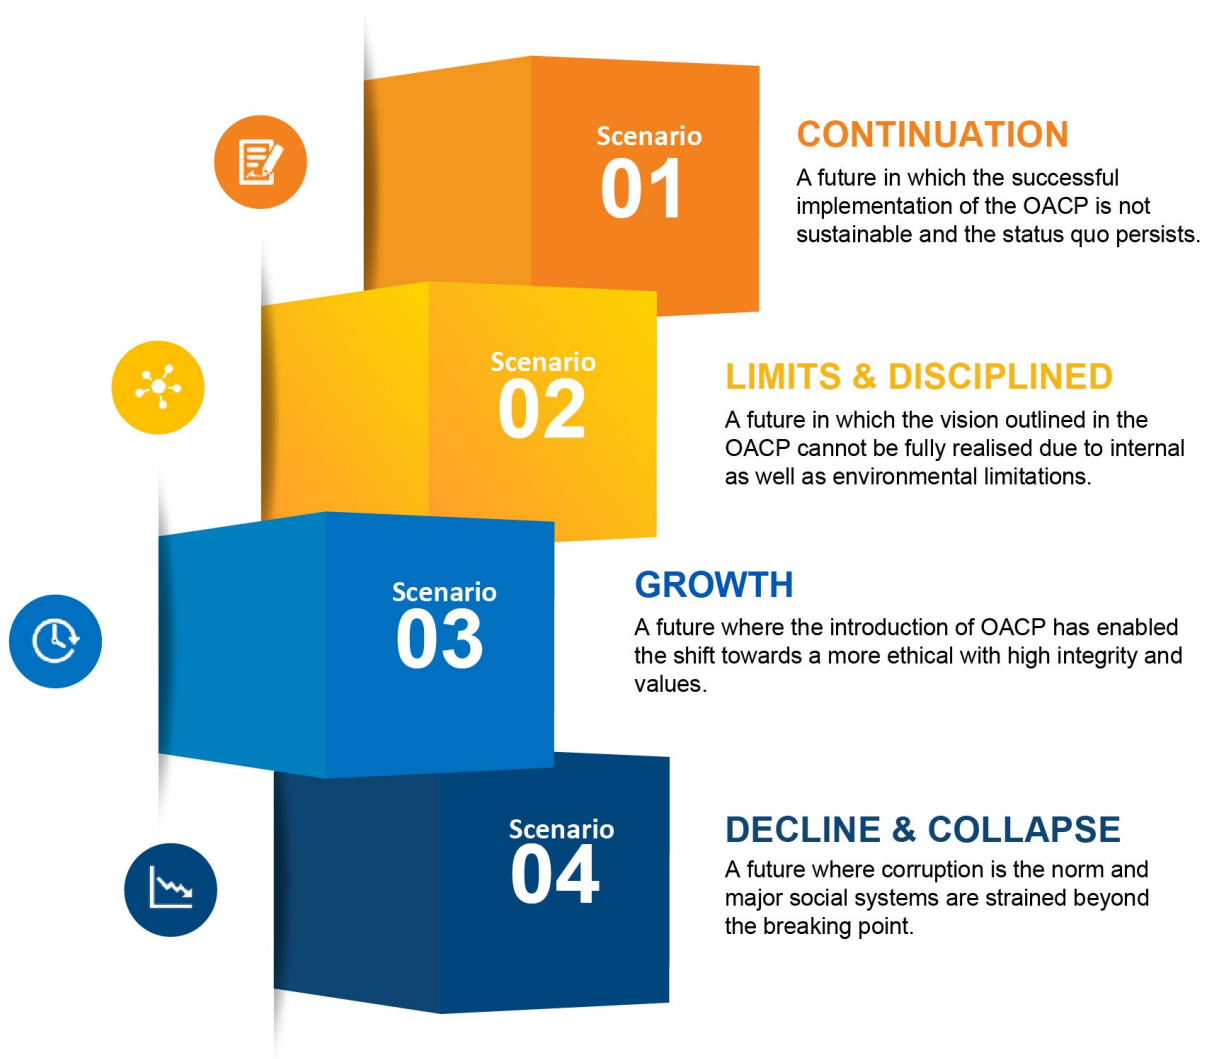 Scenario
01
CONTINUATION
A future in which the successful
implementation of the OACP is not
sustainable and the status quo persists.
Scenario
02
LIMITS & DISCIPLINED
A future in which the vision outlined in the
OACP cannot be fully realised due to internal
as well as environmental limitations.
Scenario
03
GROWTH
A future where the introduction of OACP has enabled
the shift towards a more ethical with high integrity and
values.
Scenario
04
DECLINE & COLLAPSE
A future where corruption is the norm and
major social systems are strained beyond
the breaking point.